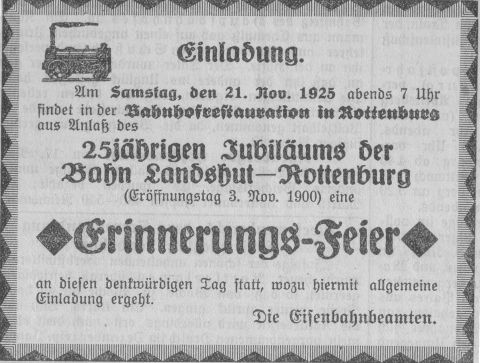 Einladung.
Am Samstag, den 21. Nov. 1925 abends 7 Uhr
findet in der Bahnhofrestauration in Rottenburg
aus Anlaß des
25jährigen Jubiläums der
Bahn Landshut—Rottenburg
(Eröffnungstag 3. Nov. 1900) eine
Erinnerungs-Feier
an diesen denkwürdigen Tag statt, wozu hiermit allgemeine
Einladung ergeht.
Die Eisenbahnbeamten.